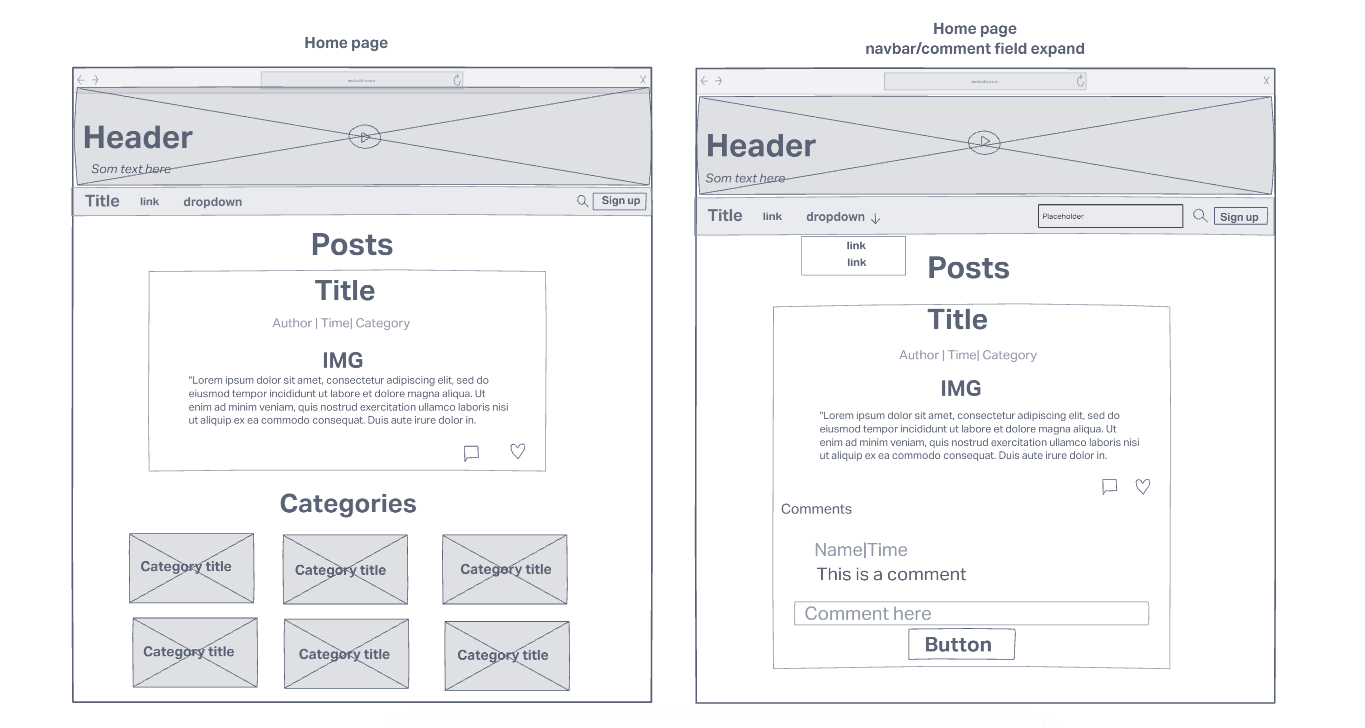 Home page
Header
Som text here
Title link dropdown Sign up
Posts
Title
Author | Time| Category
IMG
"Lorem ipsum dolor sit amet, consectetur adipiscing elit, sed do
eiusmod tempor incididunt ut labore et dolore magna aliqua. Ut
enim ad minim veniam, quis nostrud exercitation ullamco laboris nisi
ut aliquip ex ea commodo consequat. Duis aute irure dolor in.
Categories
Category title Category title Category title
Category title Category title Category title
Home page
navbar/comment field expand
Header
Som text here
Title link dropdown Placeholder Sign up
link
link
Posts
Title
Author | Time| Category
IMG
"Lorem ipsum dolor sit amet, consectetur adipiscing elit, sed do
eiusmod tempor incididunt ut labore et dolore magna aliqua. Ut
enim ad minim veniam, quis nostrud exercitation ullamco laboris nisi
ut aliquip ex ea commodo consequat. Duis aute irure dolor in.
Comments
Name|Time
This is a comment
Comment here
Button